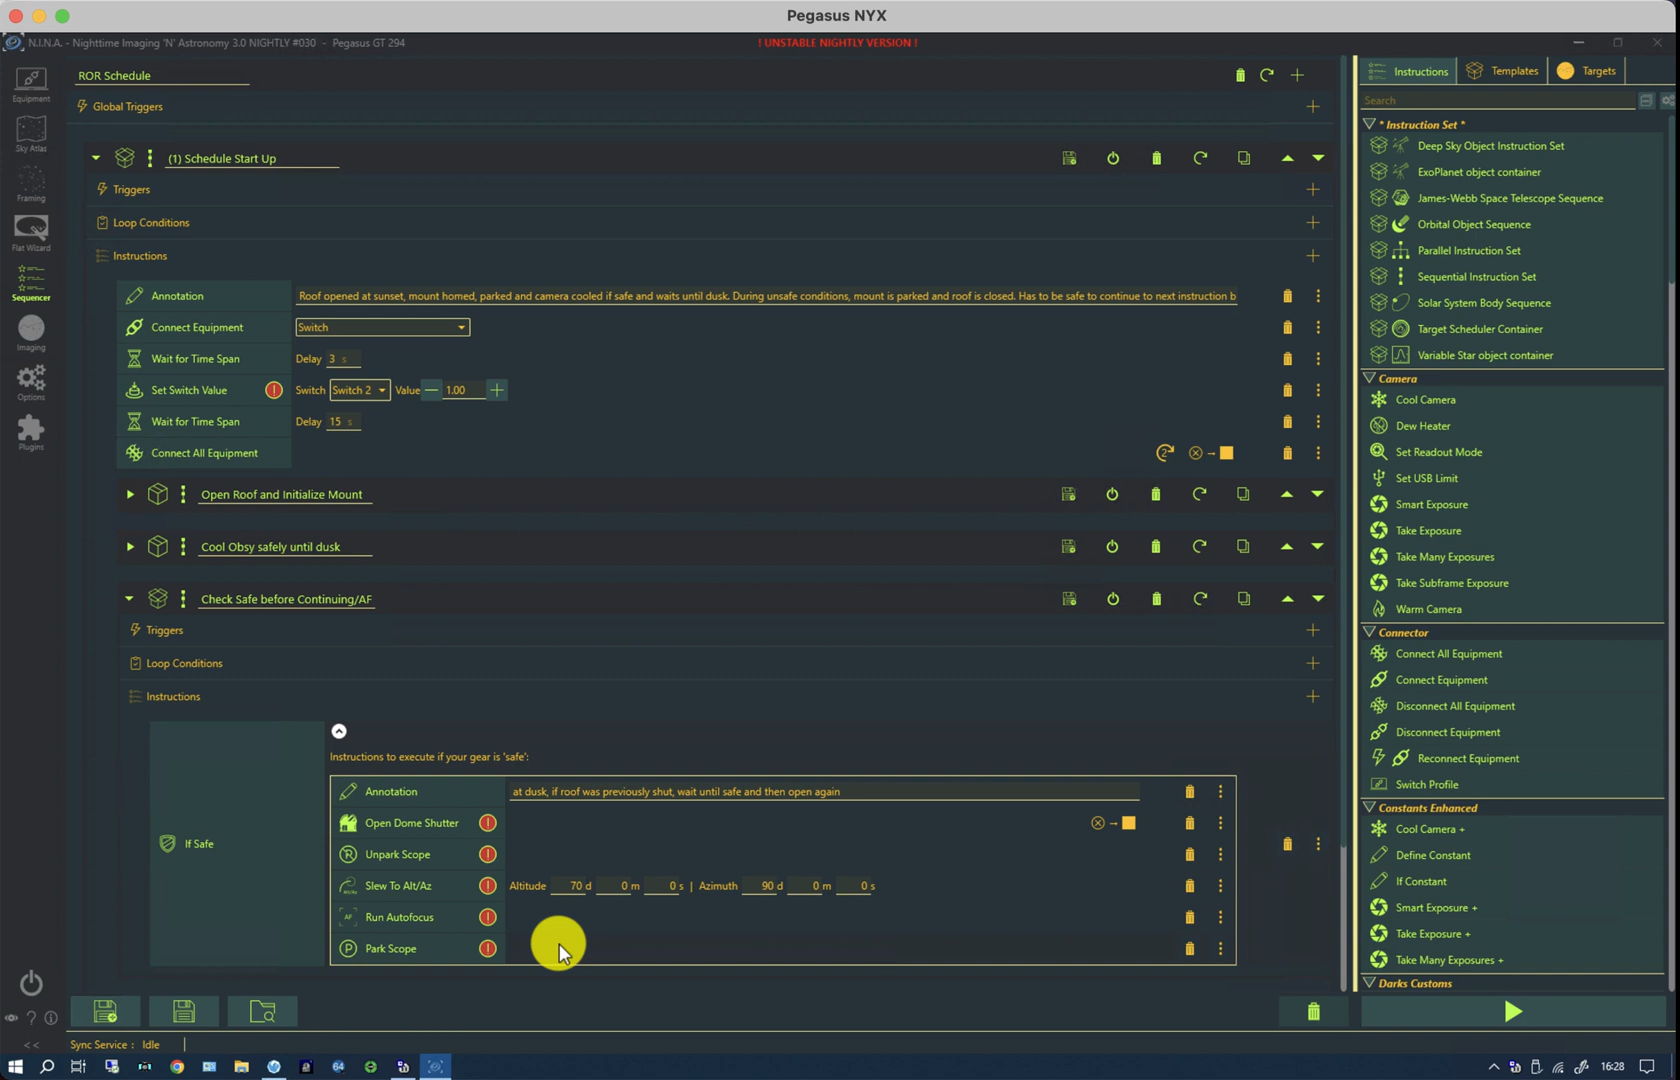 Pegasus NYX
N.I.N.A. - Nighttime Imaging 'N' Astronomy 3.0 NIGHTLY #030 - Pegasus GT 294
! UNSTABLE NIGHTLY VERSION !
Equipment
Sky Atlas
Framing
Flat Wizard
Sequencer
Imaging
Options
Plugins
ROR Schedule
Global Triggers
(1) Schedule Start Up
Triggers
Loop Conditions
Instructions
Annotation Roof opened at sunset, mount homed, parked and camera cooled if safe and waits until dusk. During unsafe conditions, mount is parked and roof is closed. Has to be safe to continue to next instruction b
Connect Equipment Switch
Wait for Time Span Delay 3 s
Set Switch Value ! Switch Switch 2 Value 1.00
Wait for Time Span Delay 15 s
Connect All Equipment 2
Open Roof and Initialize Mount
Cool Obsy safely until dusk
Check Safe before Continuing/AF
Triggers
Loop Conditions
Instructions
If Safe
Instructions to execute if your gear is 'safe':
Annotation at dusk, if roof was previously shut, wait until safe and then open again
Open Dome Shutter !
Unpark Scope !
Slew To Alt/Az ! Altitude 70 d 0 m 0 s | Azimuth 90 d 0 m 0 s
AF Run Autofocus !
P Park Scope !
Instructions Templates Targets
Search
* Instruction Set *
Deep Sky Object Instruction Set
ExoPlanet object container
James-Webb Space Telescope Sequence
Orbital Object Sequence
Parallel Instruction Set
Sequential Instruction Set
Solar System Body Sequence
Target Scheduler Container
Variable Star object container
Camera
Cool Camera
Dew Heater
Set Readout Mode
Set USB Limit
Smart Exposure
Take Exposure
Take Many Exposures
Take Subframe Exposure
Warm Camera
Connector
Connect All Equipment
Connect Equipment
Disconnect All Equipment
Disconnect Equipment
Reconnect Equipment
Switch Profile
Constants Enhanced
Cool Camera +
Define Constant
If Constant
Smart Exposure +
Take Exposure +
Take Many Exposures +
Darks Customs
<<
Sync Service : Idle
64
16:28